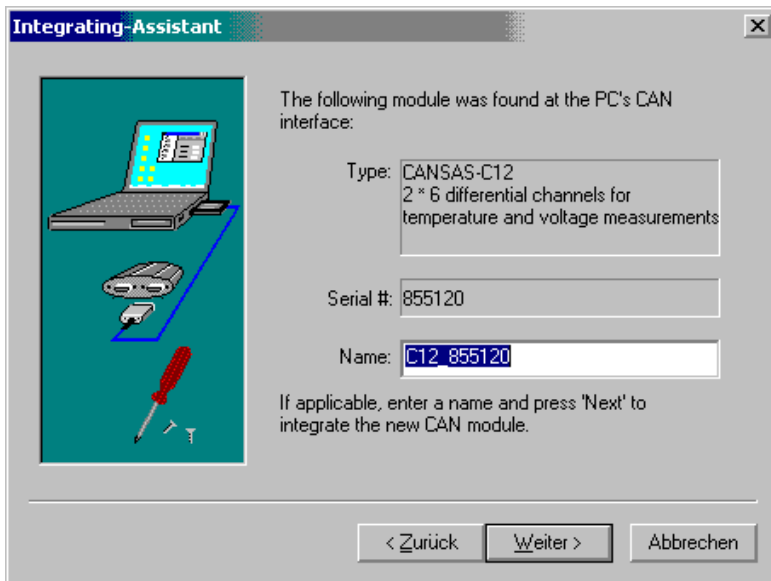 Integrating-Assistant
The following module was found at the PC's CAN
interface:
Type: CANSAS-C12
2 * 6 differential channels for
temperature and voltage measurements
Serial #: 855120
Name: C12_855120
If applicable, enter a name and press 'Next' to
integrate the new CAN module.
< Zurück Weiter > Abbrechen